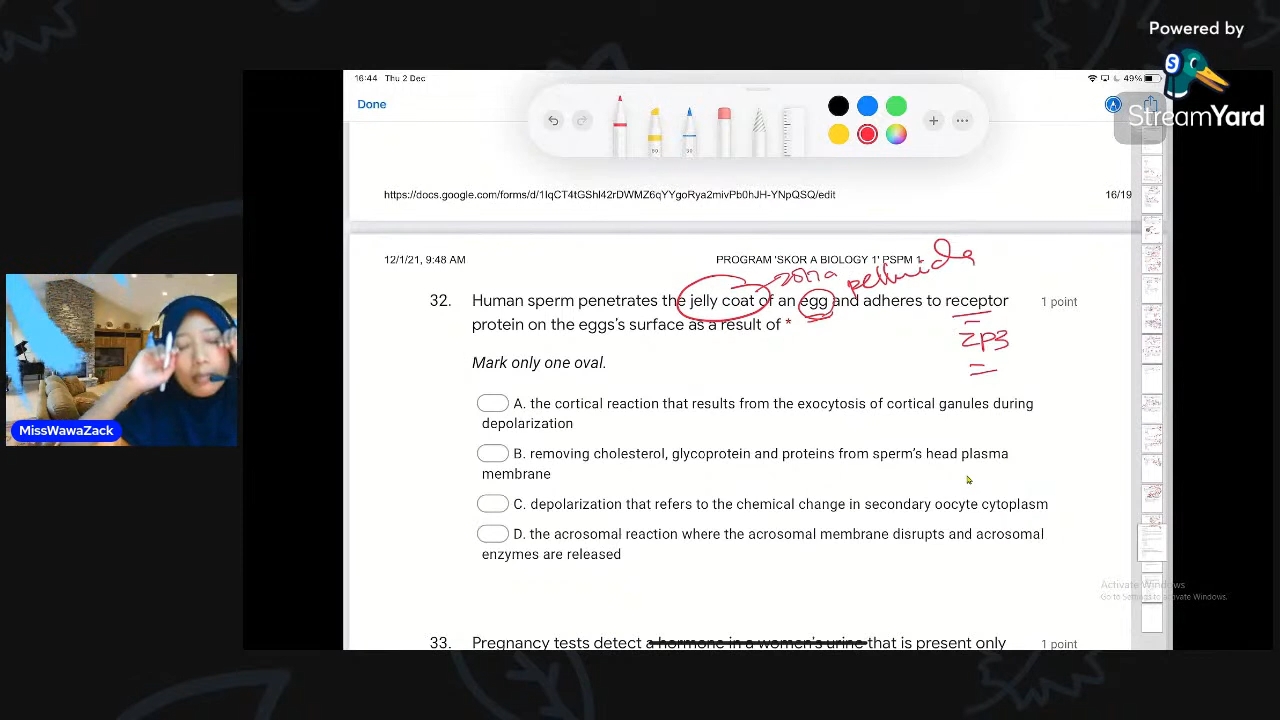 Powered by
StreamYard
16:44 Thu 2 Dec
49%
Done
https://docs.google.com/forms/d/1IqCT4tGShl42rDWMZ6qYYgoRya2mivPb0hJH-YNpQSQ/edit
16/19
12/1/21, 9:48 AM
PROGRAM 'SKOR A BIOLOGY 1' PSPM 1
zona pellucida
32. Human sperm penetrates the jelly coat of an egg and adheres to receptor 1 point
protein on the eggs's surface as a result of *
ZP3
Mark only one oval.
A. the cortical reaction that results from the exocytosis of cortical ganules during
depolarization
B. removing cholesterol, glycoprotein and proteins from sperm's head plasma
membrane
C. depolarization that refers to the chemical change in secondary oocyte cytoplasm
D. the acrosonal reaction where the acrosomal membrane disrupts and acrosomal
enzymes are released
33. Pregnancy tests detect a hormone in a women's urine that is present only 1 point
MissWawaZack
Activate Windows
Go to Settings to activate Windows.